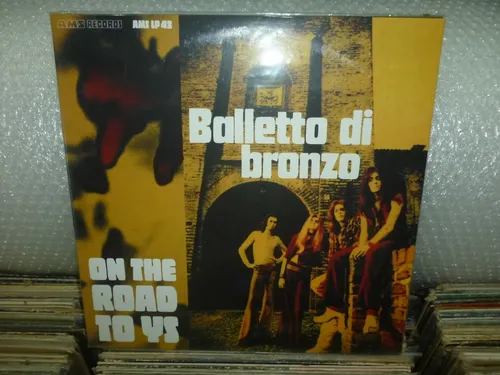 AMS RECORDS AMS LP 42
Balletto di
bronzo
ON THE
ROAD
TO YS